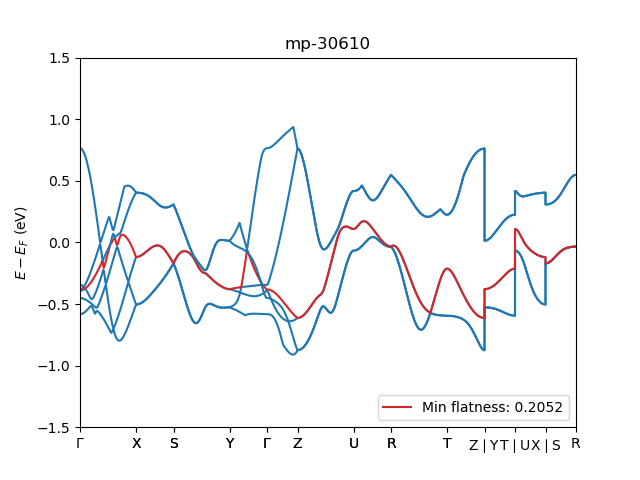 mp-30610
E − E_F (eV)
1.5
1.0
0.5
0.0
−0.5
−1.0
−1.5
Min flatness: 0.2052
Γ X S Y Γ Z U R T Z | Y T | U X | S R